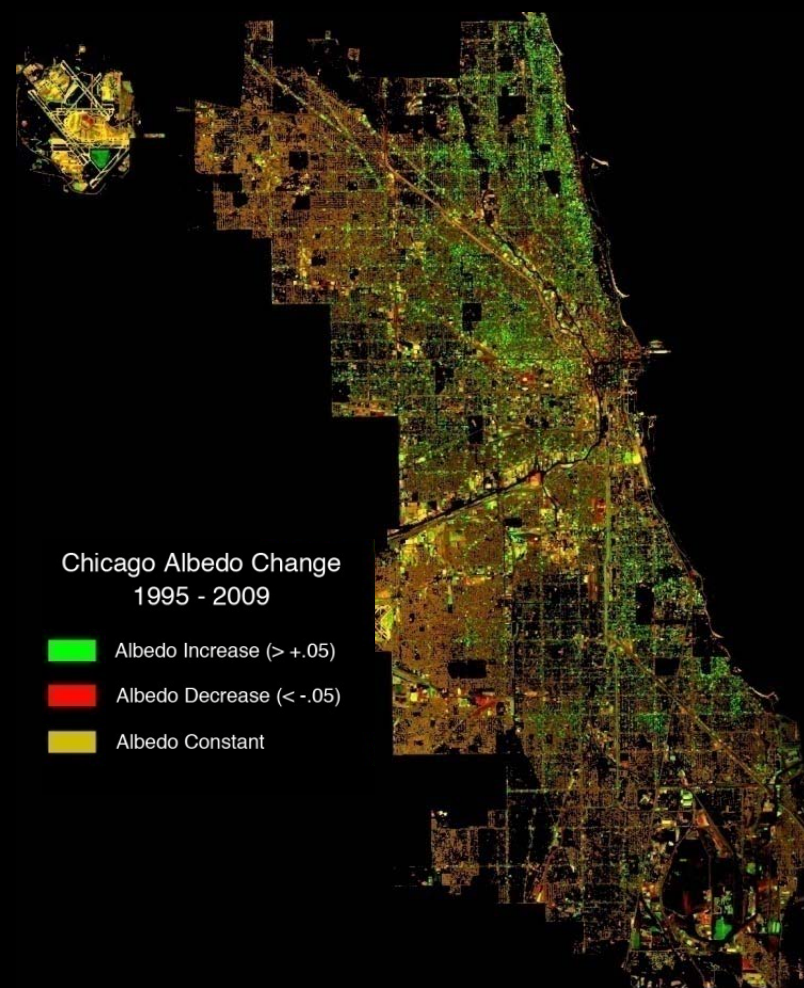 Chicago Albedo Change
1995 - 2009
Albedo Increase (> +.05)
Albedo Decrease (< -.05)
Albedo Constant